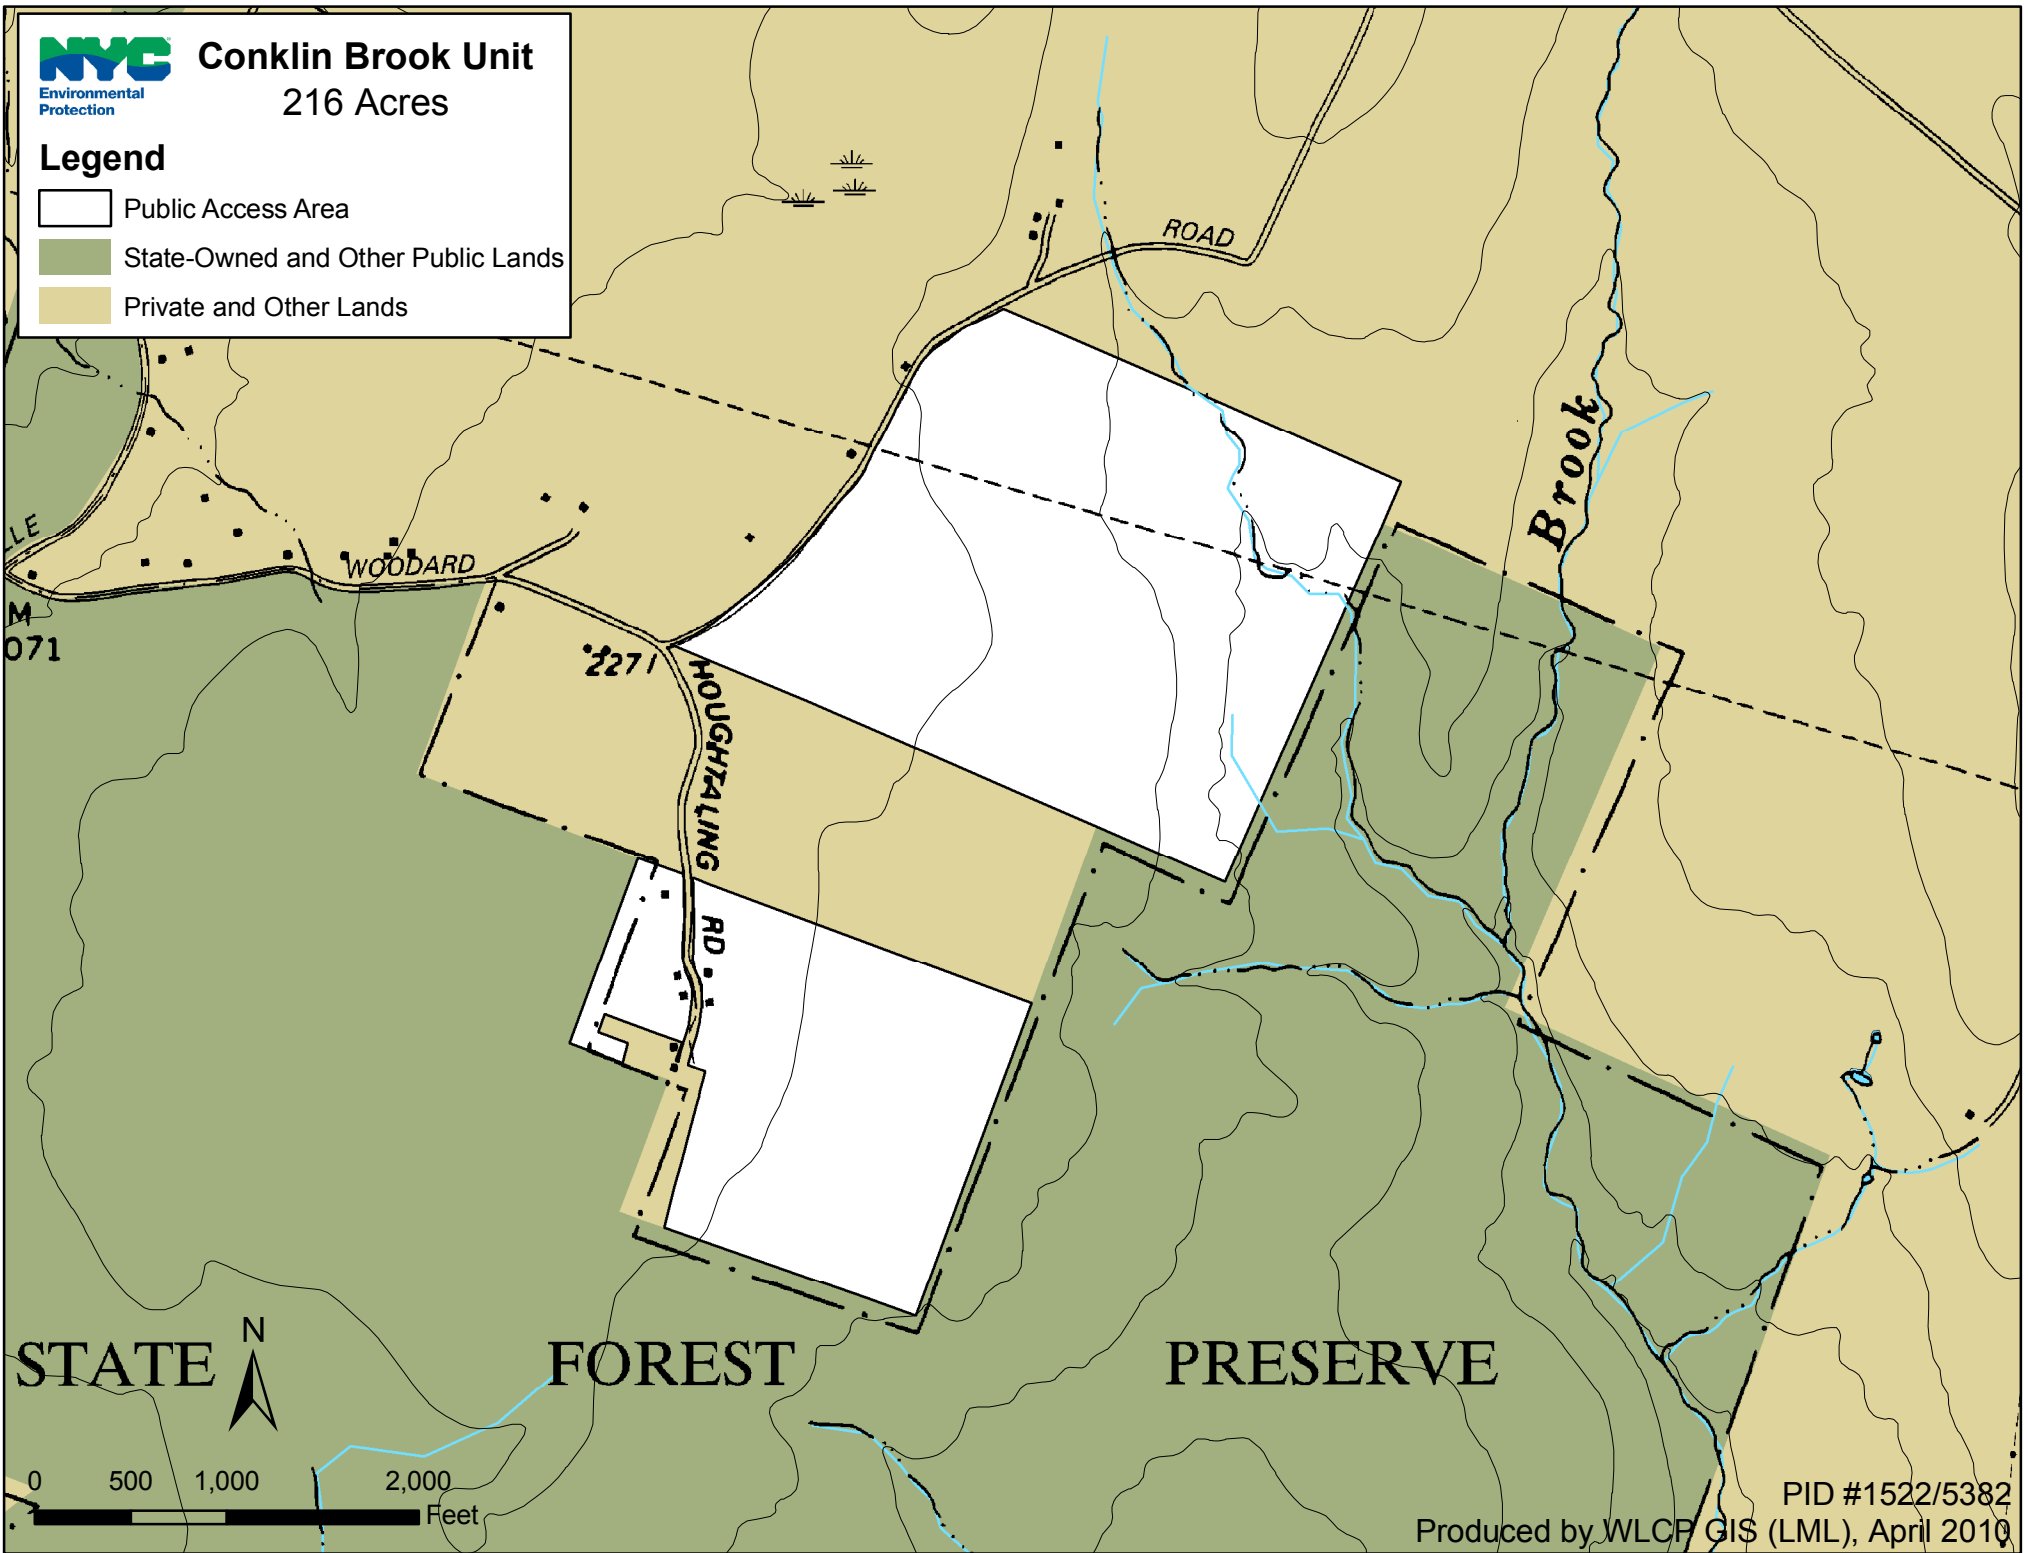 NYC
Environmental
Protection
Conklin Brook Unit
216 Acres
Legend
Public Access Area
State-Owned and Other Public Lands
Private and Other Lands
ROAD
Brook
LLE
WOODARD
M
071
2271
HOUGHTALING
RD
STATE
N
FOREST
PRESERVE
0 500 1,000 2,000
Feet
PID #1522/5382
Produced by WLCP GIS (LML), April 2010